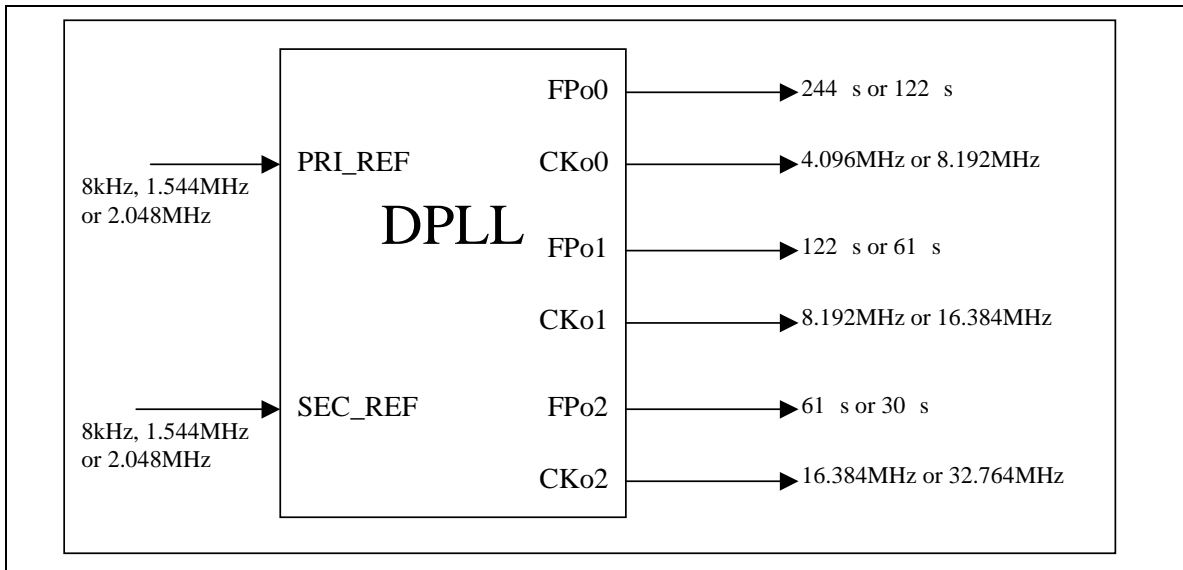 FPo0
244 s or 122 s
PRI_REF
CKo0
4.096MHz or 8.192MHz
8kHz, 1.544MHz
or 2.048MHz
DPLL
FPo1
122 s or 61 s
CKo1
8.192MHz or 16.384MHz
SEC_REF
FPo2
61 s or 30 s
8kHz, 1.544MHz
or 2.048MHz
CKo2
16.384MHz or 32.764MHz